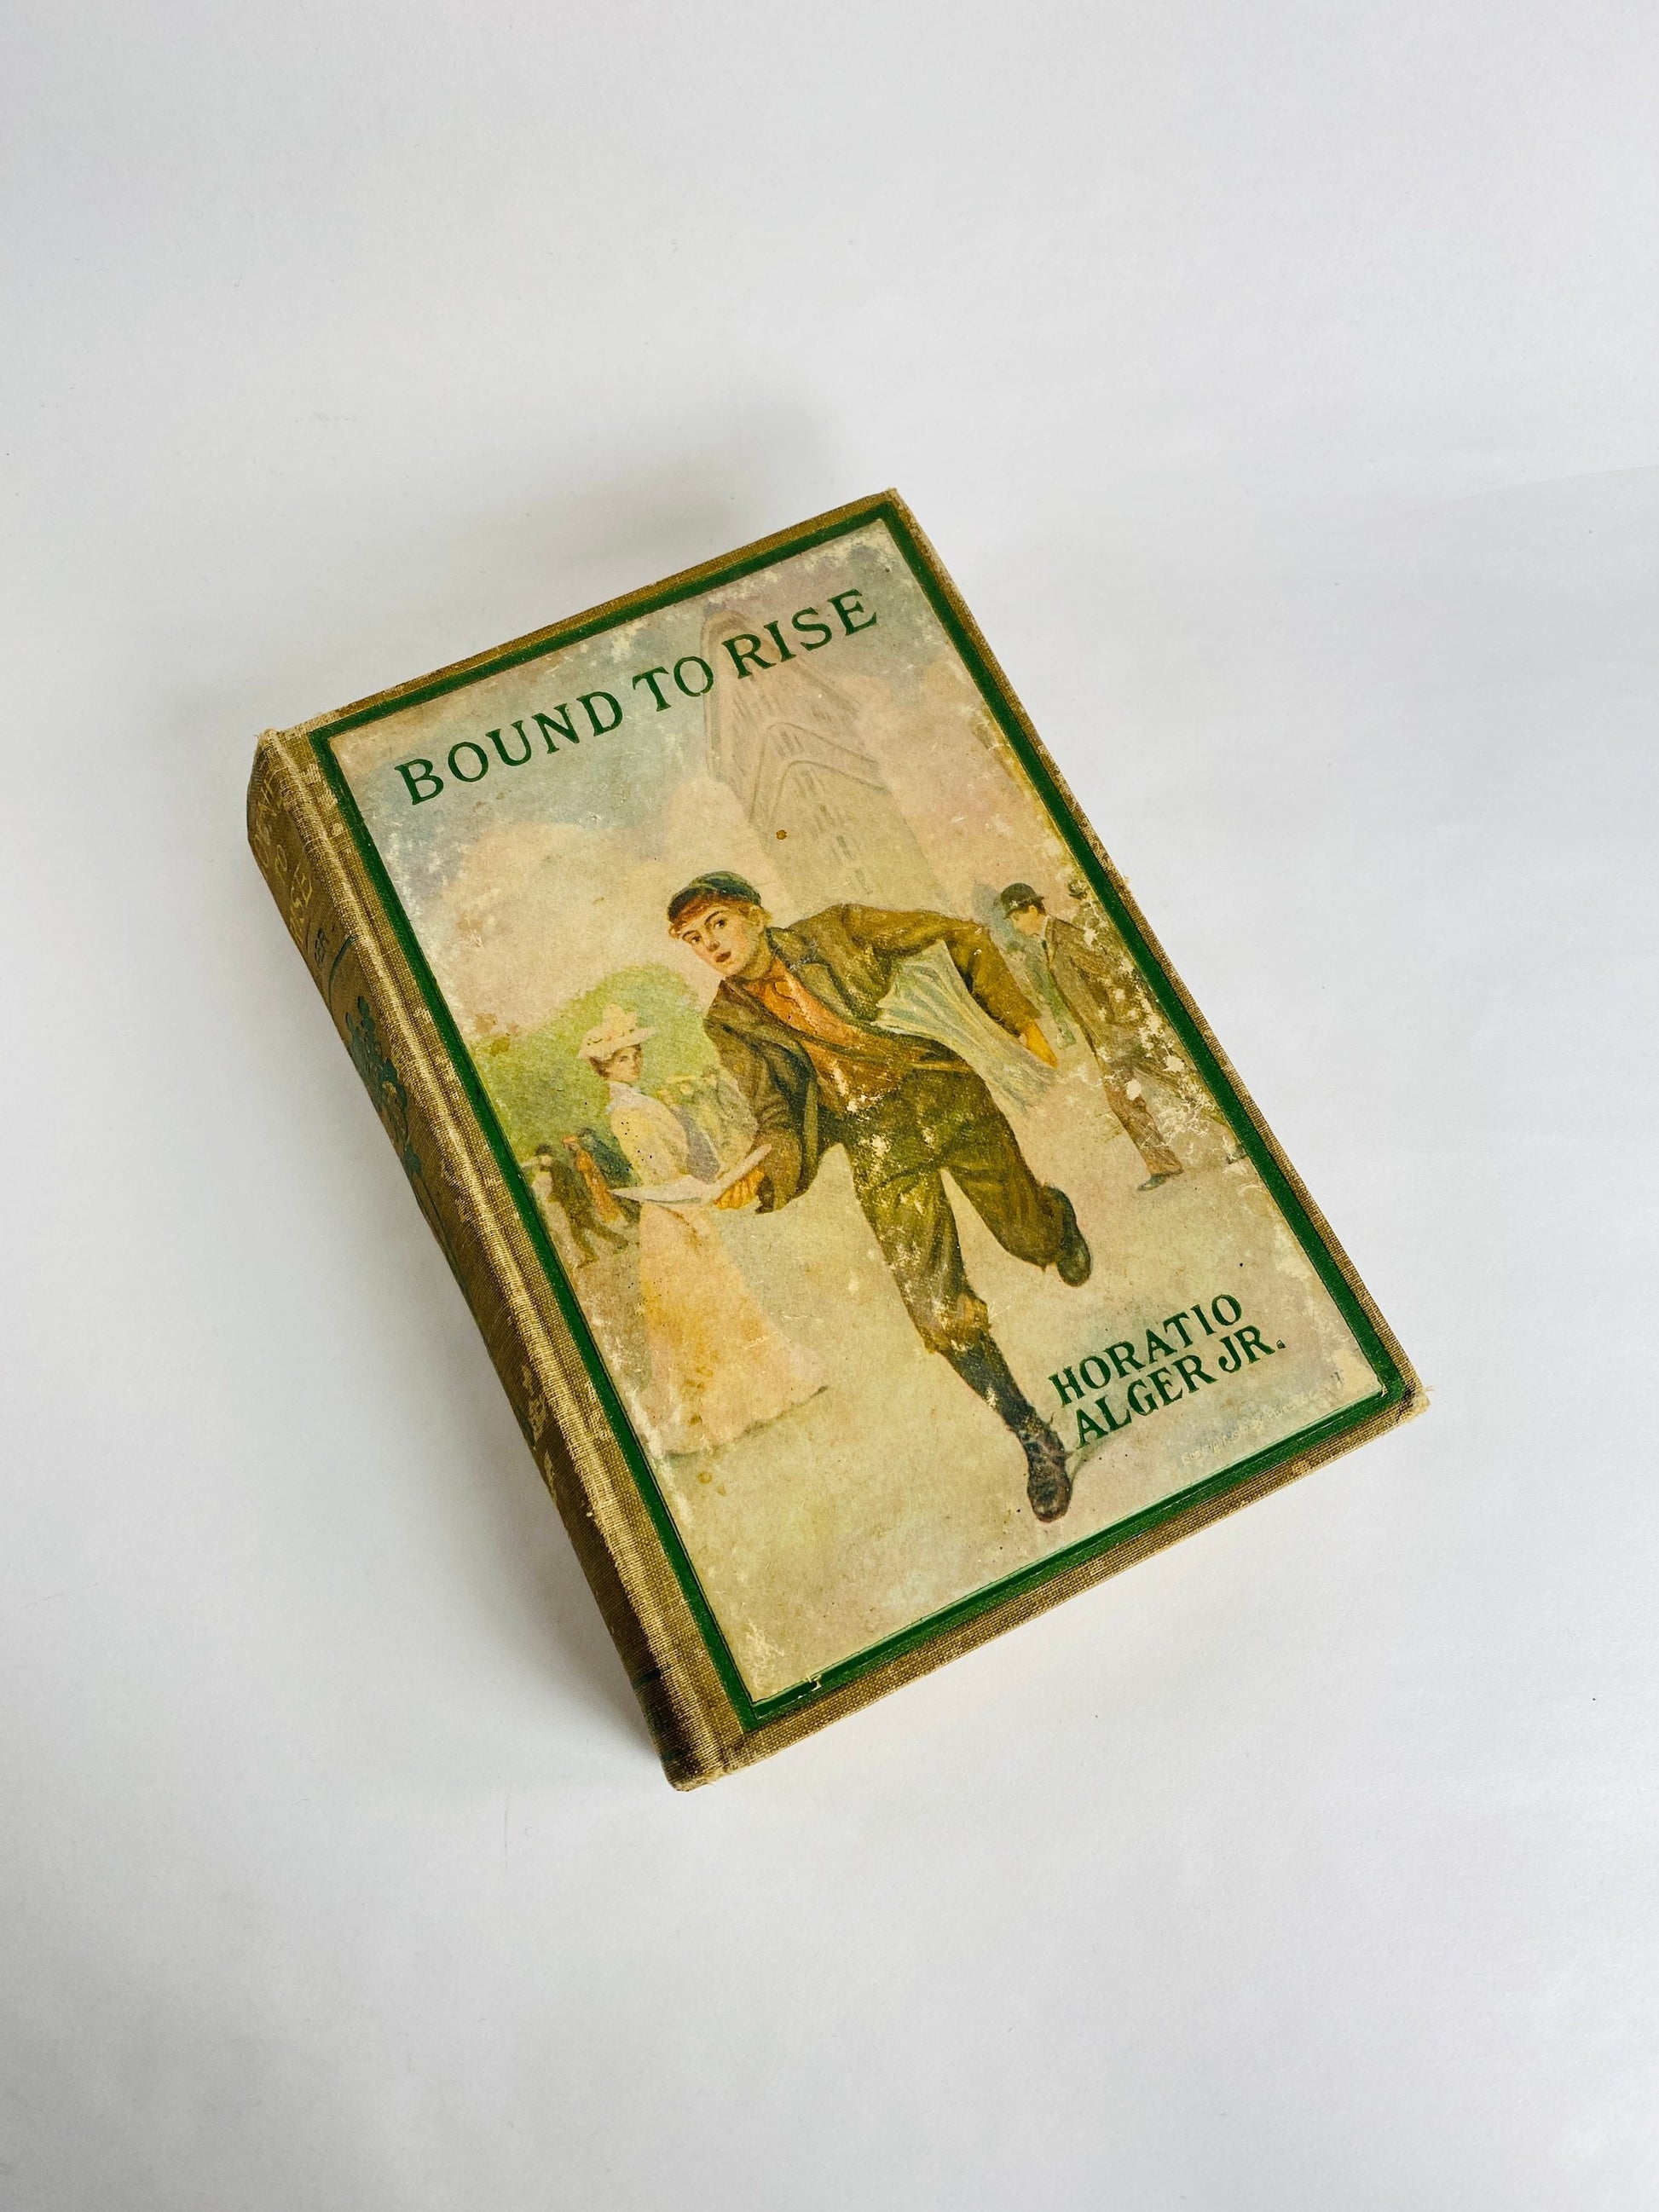 BOUND TO RISE
HORATIO
ALGER JR.